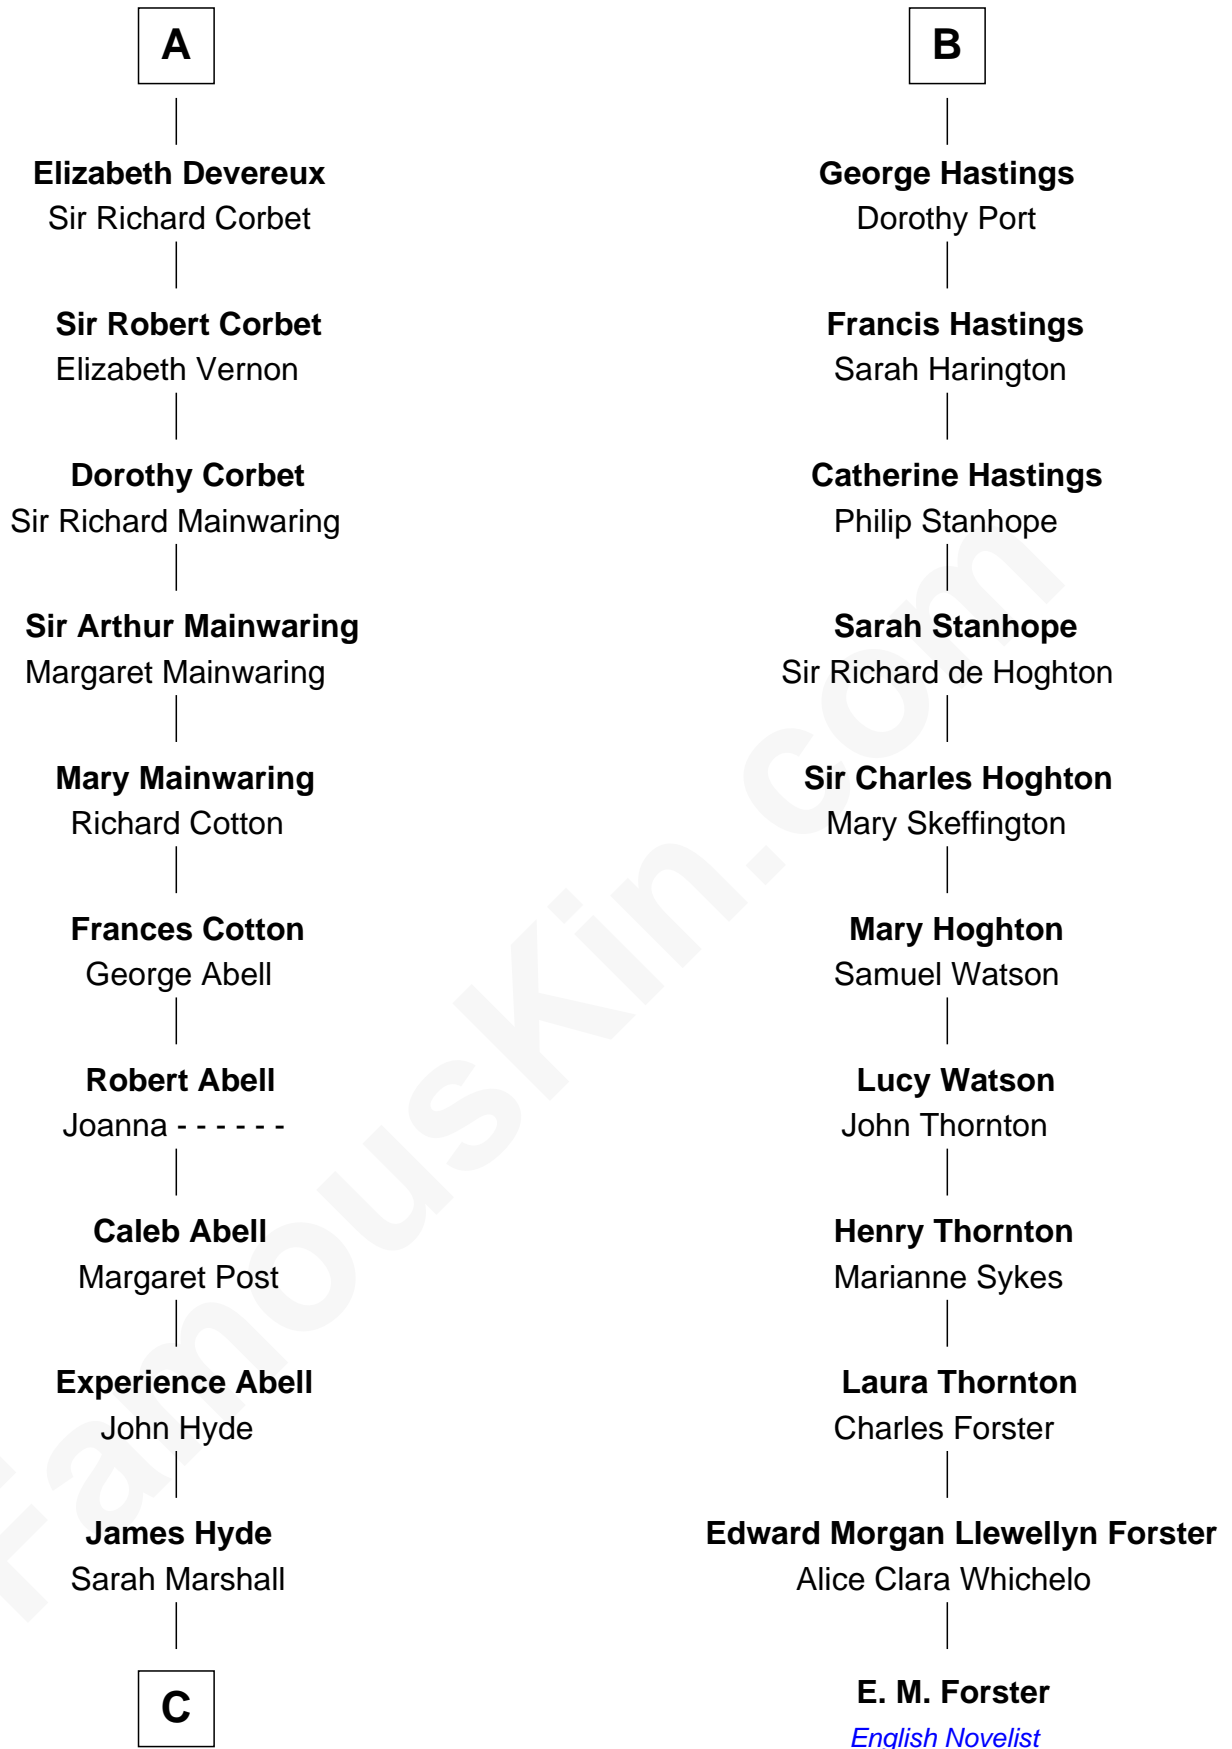 A
Elizabeth Devereux
Sir Richard Corbet
Sir Robert Corbet
Elizabeth Vernon
Dorothy Corbet
Sir Richard Mainwaring
Sir Arthur Mainwaring
Margaret Mainwaring
Mary Mainwaring
Richard Cotton
Frances Cotton
George Abell
Robert Abell
Joanna - - - - - -
Caleb Abell
Margaret Post
Experience Abell
John Hyde
James Hyde
Sarah Marshall
C
B
George Hastings
Dorothy Port
Francis Hastings
Sarah Harington
Catherine Hastings
Philip Stanhope
Sarah Stanhope
Sir Richard de Hoghton
Sir Charles Hoghton
Mary Skeffington
Mary Hoghton
Samuel Watson
Lucy Watson
John Thornton
Henry Thornton
Marianne Sykes
Laura Thornton
Charles Forster
Edward Morgan Llewellyn Forster
Alice Clara Whichelo
E. M. Forster
English Novelist
FamousKin.com